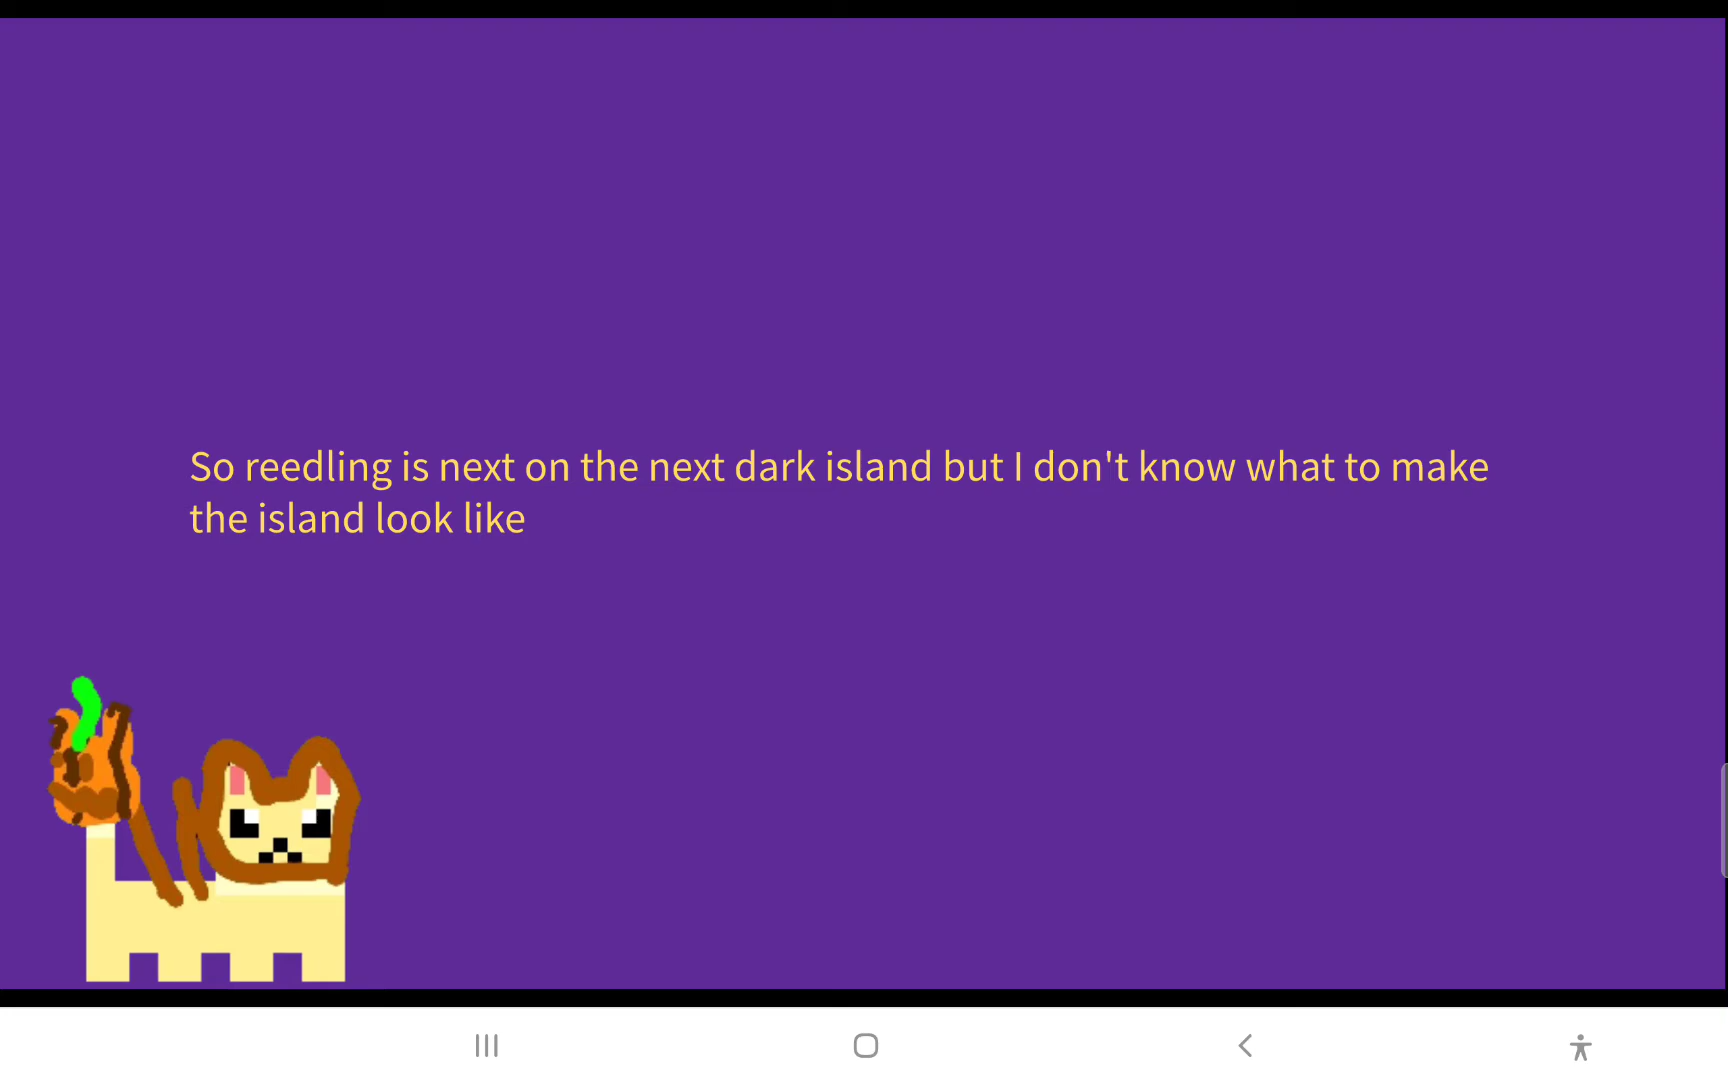 So reedling is next on the next dark island but I don't know what to make
the island look like